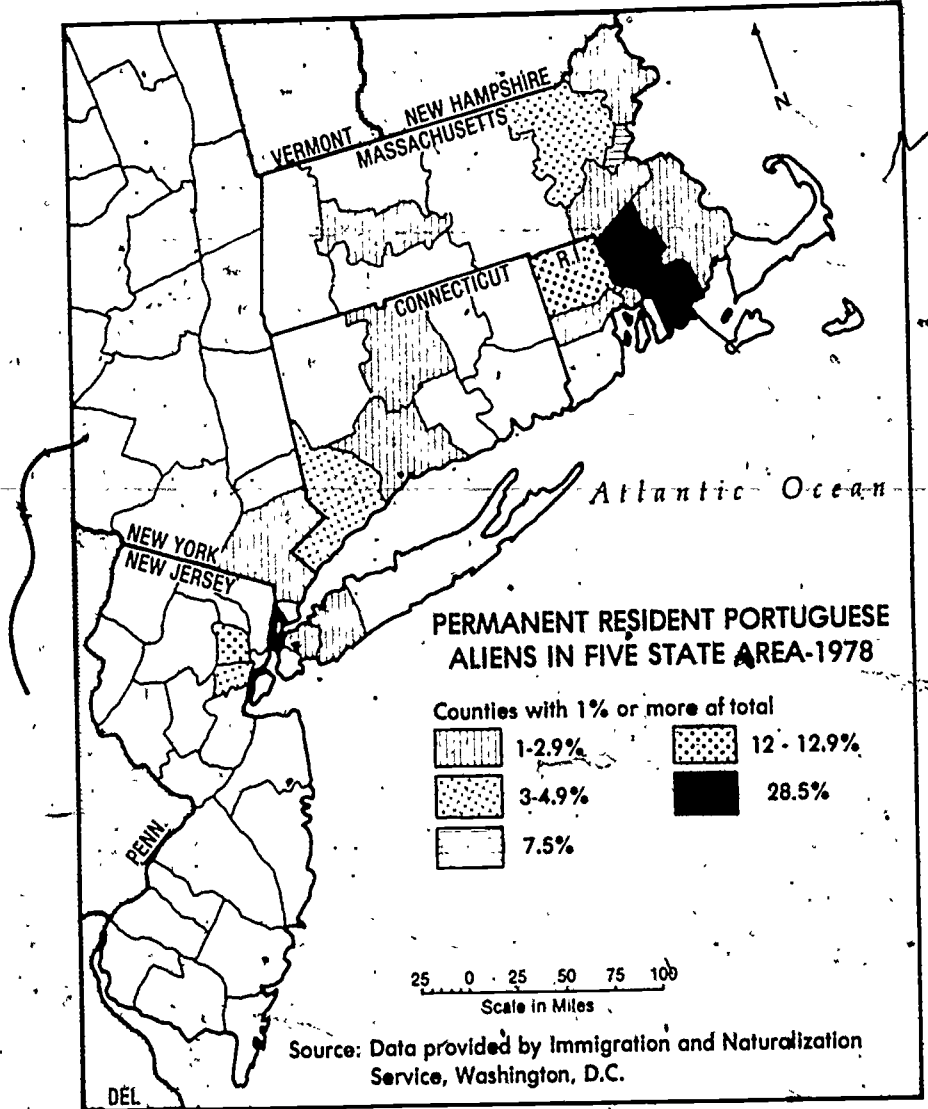 NEW HAMPSHIRE
VERMONT
MASSACHUSETTS
N
R.I.
CONNECTICUT
Atlantic Ocean
NEW YORK
NEW JERSEY
PERMANENT RESIDENT PORTUGUESE
ALIENS IN FIVE STATE AREA-1978
Counties with 1% or more of total
1-2.9%
12 - 12.9%
3-4.9%
28.5%
7.5%
PENN.
25 0 25 50 75 100
Scale in Miles
Source: Data provided by Immigration and Naturalization
Service, Washington, D.C.
DEL